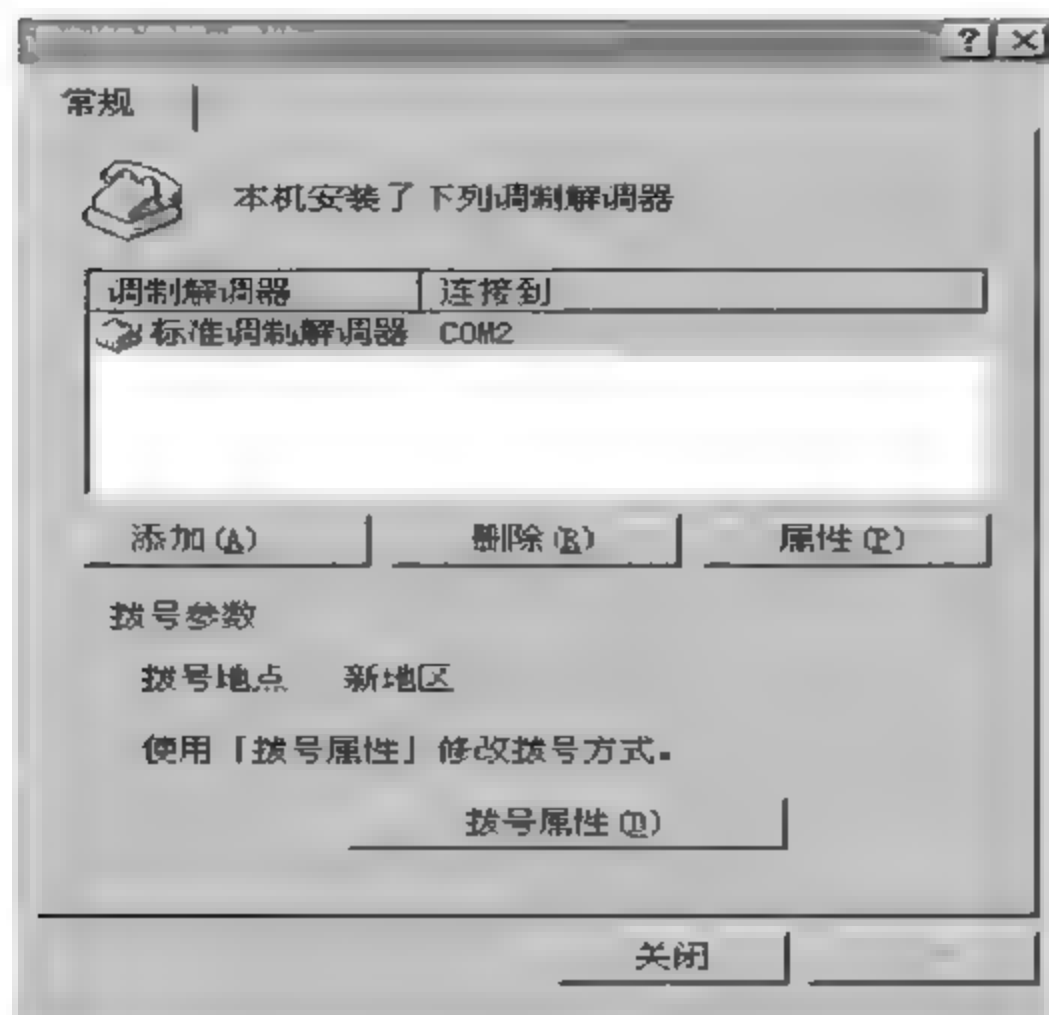 常规
本机安装了下列调制解调器
调制解调器 连接到
标准调制解调器 COM2
添加(A) 删除(R) 属性(P)
拨号参数
拨号地点 新地区
使用「拨号属性」修改拨号方式。
拨号属性(D)
关闭